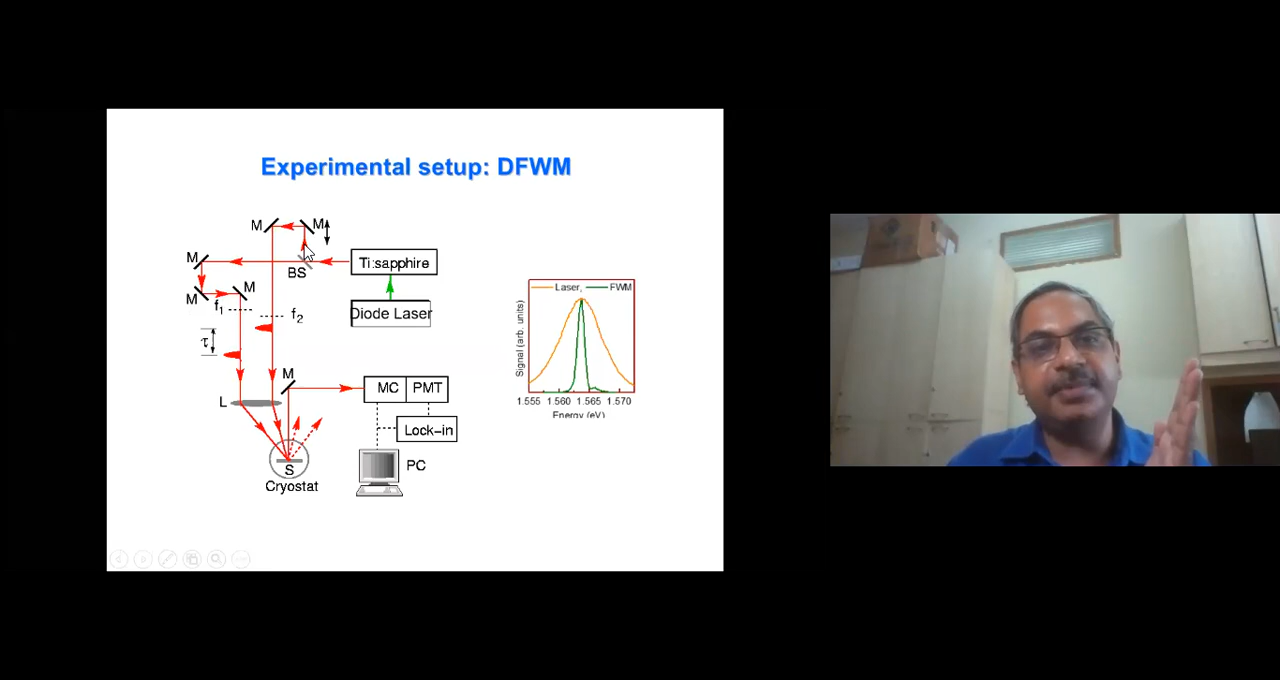 Experimental setup: DFWM
M
M
M
BS
Ti:sapphire
M
M
f1
f2
Diode Laser
τ
M
L
MC
PMT
Lock-in
S
PC
Cryostat
Laser,
FWM
Signal (arb. units)
1.555 1.560 1.565 1.570
Energy (eV)